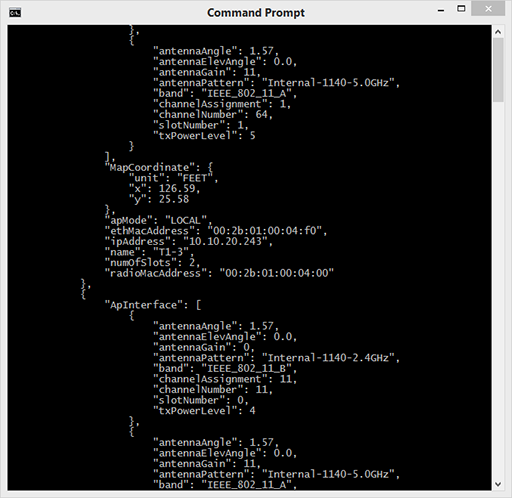 Command Prompt
},
{
"antennaAngle": 1.57,
"antennaElevAngle": 0.0,
"antennaGain": 11,
"antennaPattern": "Internal-1140-5.0GHz",
"band": "IEEE_802_11_A",
"channelAssignment": 1,
"channelNumber": 64,
"slotNumber": 1,
"txPowerLevel": 5
}
],
"MapCoordinate": {
"unit": "FEET",
"x": 126.59,
"y": 25.58
},
"apMode": "LOCAL",
"ethMacAddress": "00:2b:01:00:04:f0",
"ipAddress": "10.10.20.243",
"name": "T1-3",
"numOfSlots": 2,
"radioMacAddress": "00:2b:01:00:04:00"
},
{
"ApInterface": [
{
"antennaAngle": 1.57,
"antennaElevAngle": 0.0,
"antennaGain": 0,
"antennaPattern": "Internal-1140-2.4GHz",
"band": "IEEE_802_11_B",
"channelAssignment": 11,
"channelNumber": 11,
"slotNumber": 0,
"txPowerLevel": 4
},
{
"antennaAngle": 1.57,
"antennaElevAngle": 0.0,
"antennaGain": 11,
"antennaPattern": "Internal-1140-5.0GHz",
"band": "IEEE_802_11_A",